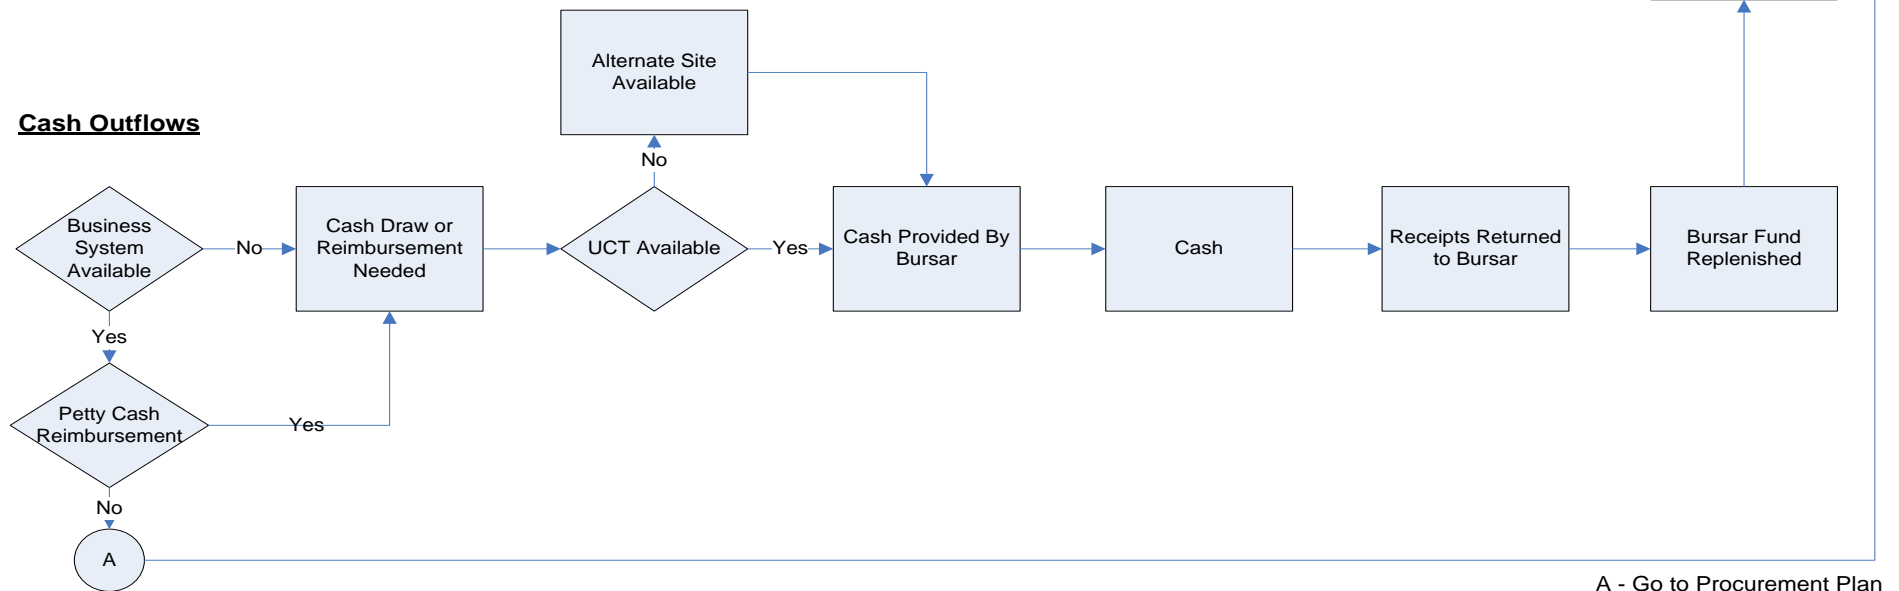 Alternate Site
Available
Cash Outflows
No
Business
System
Available
No
Cash Draw or
Reimbursement
Needed
UCT Available
Yes
Cash Provided By
Bursar
Cash
Receipts Returned
to Bursar
Bursar Fund
Replenished
Yes
Petty Cash
Reimbursement
Yes
No
A
A - Go to Procurement Plan